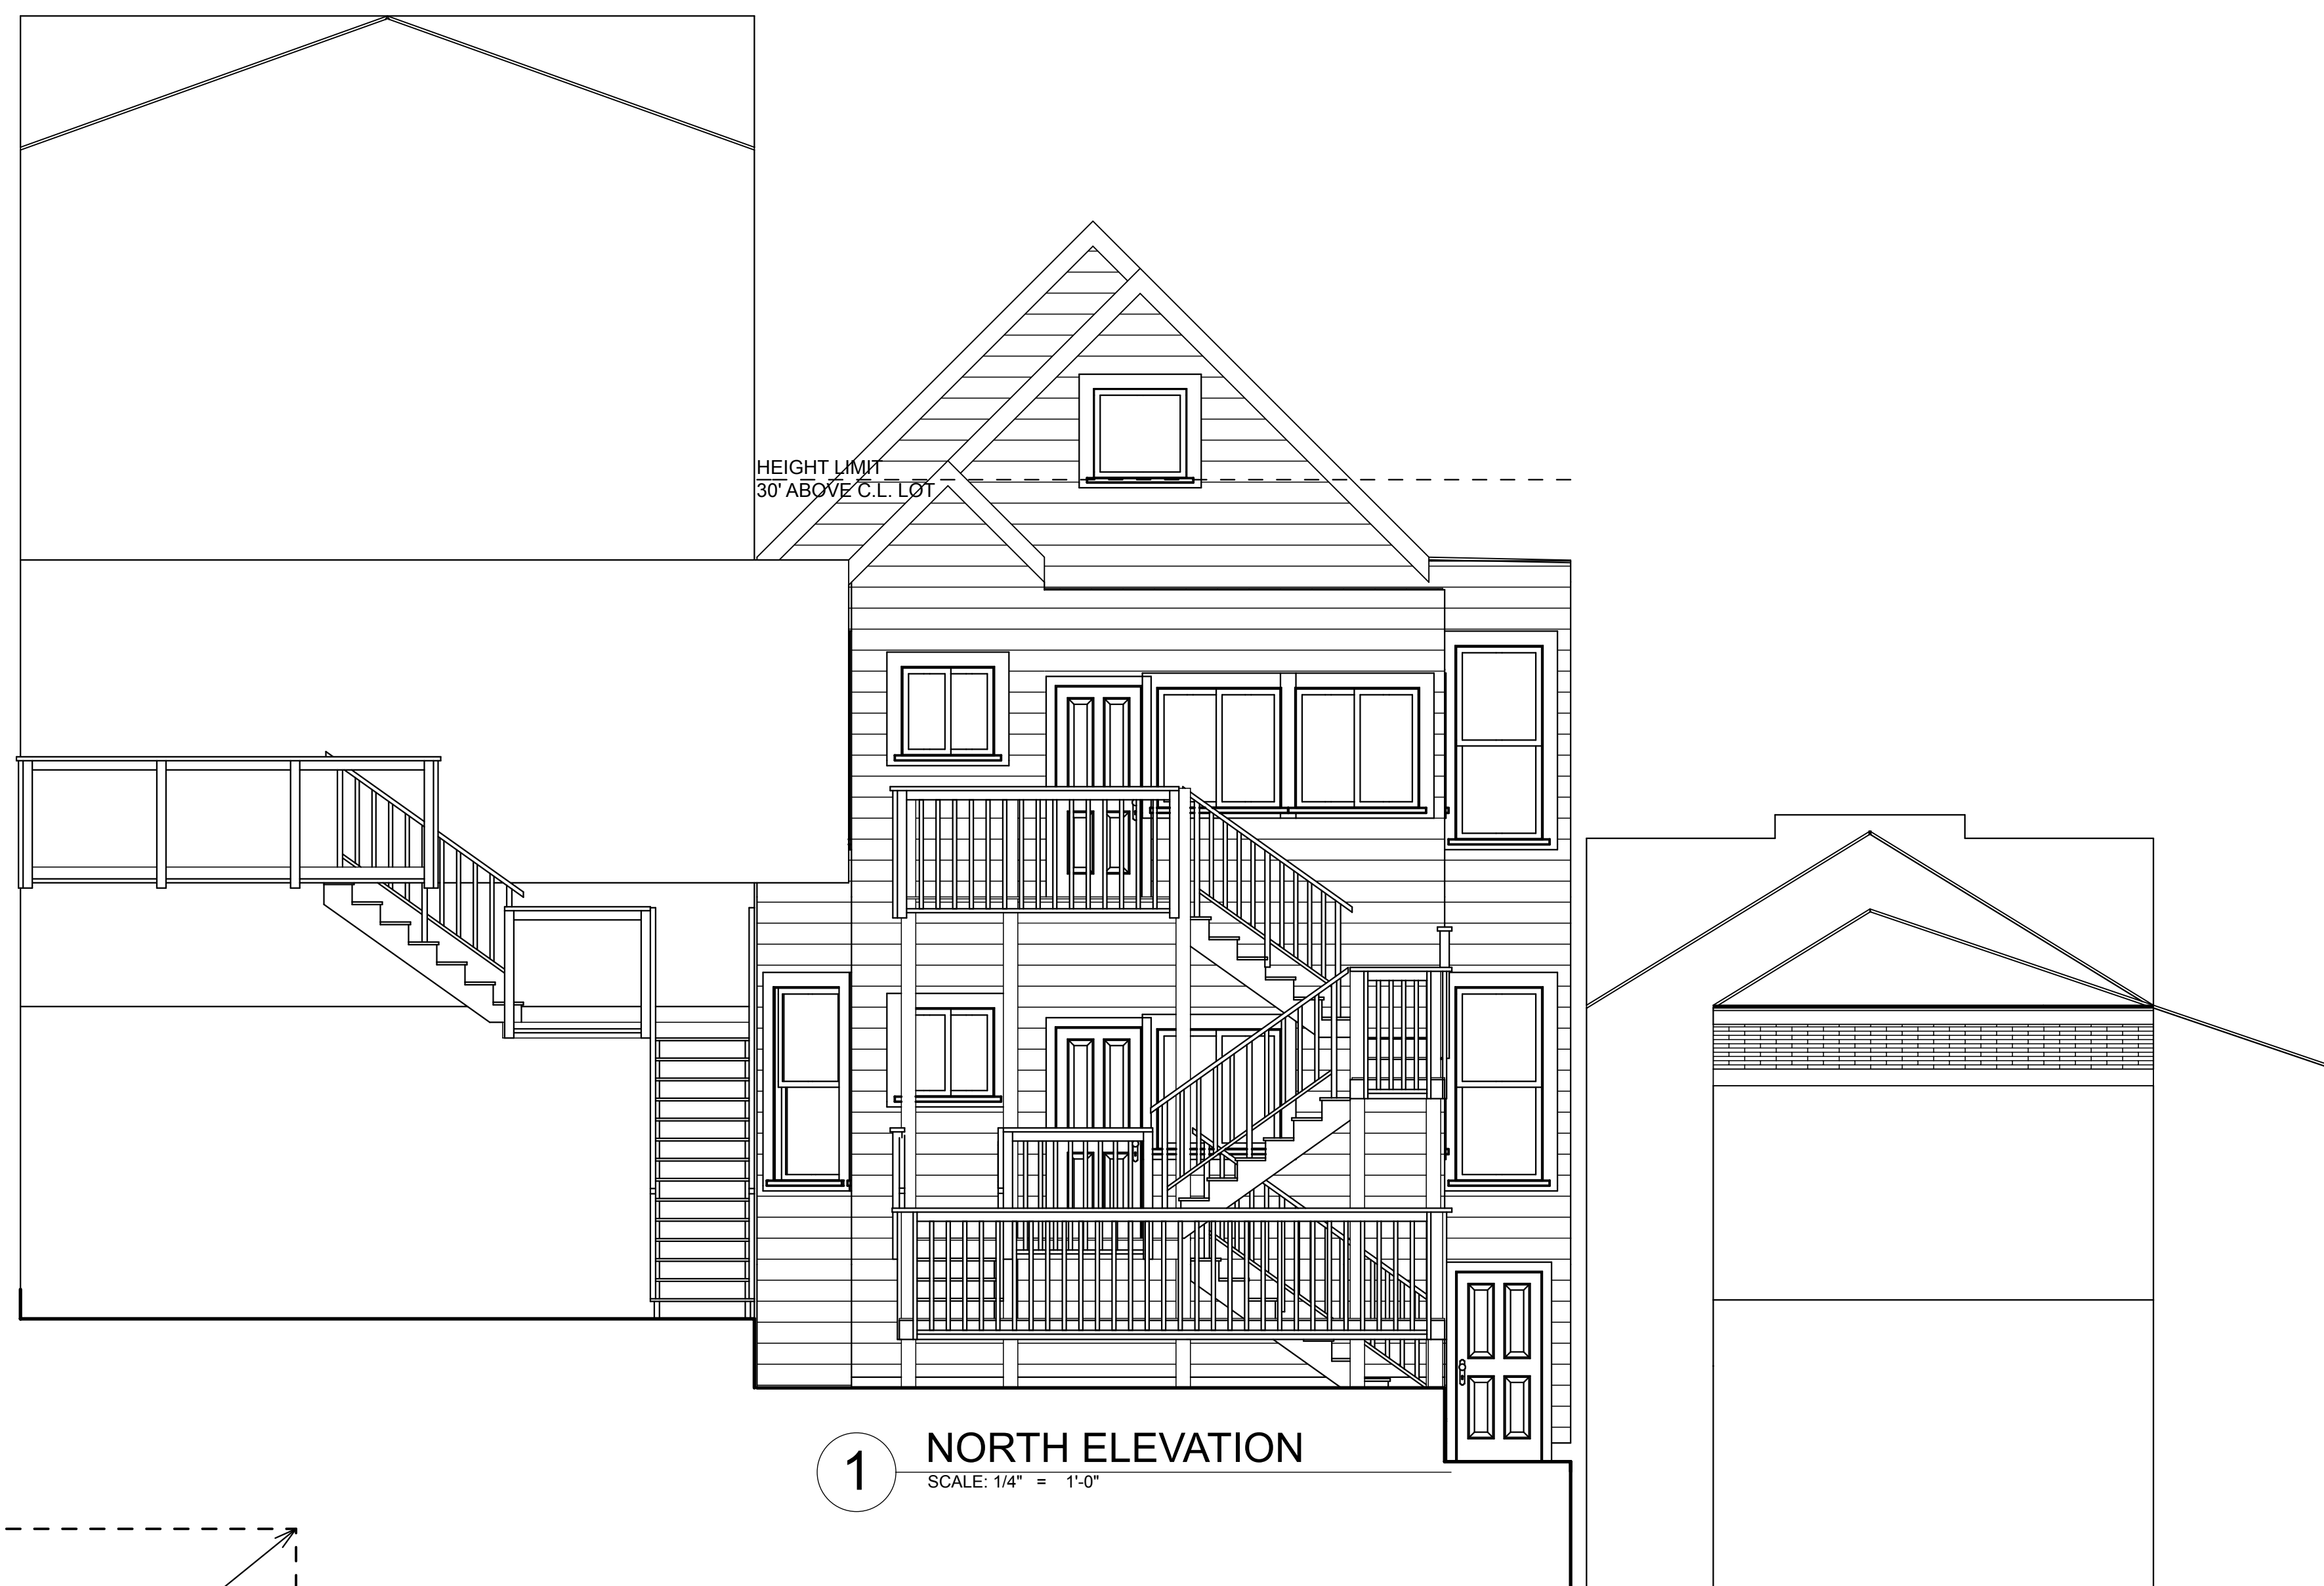 HEIGHT LIMIT
30' ABOVE C.L. LOT
1
NORTH ELEVATION
SCALE: 1/4" = 1'-0"